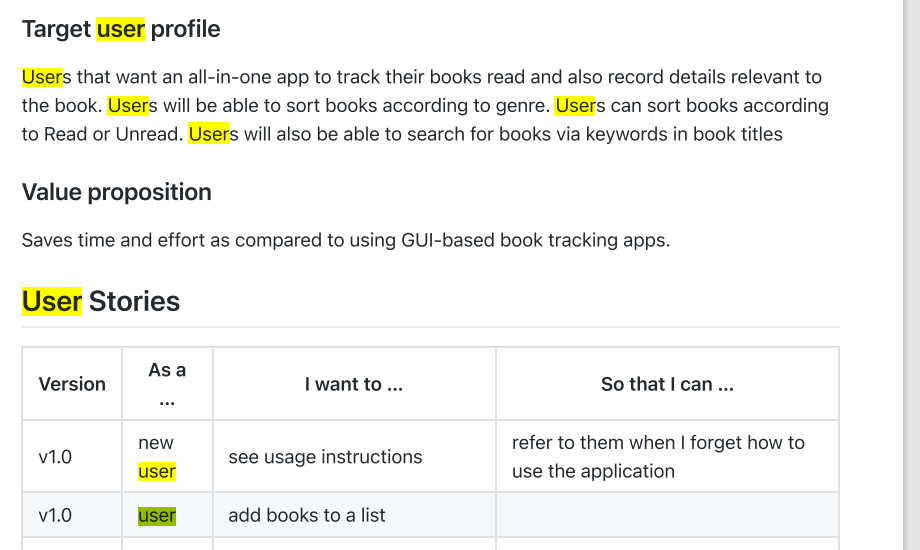 Target user profile
Users that want an all-in-one app to track their books read and also record details relevant to
the book. Users will be able to sort books according to genre. Users can sort books according
to Read or Unread. Users will also be able to search for books via keywords in book titles
Value proposition
Saves time and effort as compared to using GUI-based book tracking apps.
User Stories
Version
As a
...
I want to ...
So that I can ...
v1.0
new
user
see usage instructions
refer to them when I forget how to
use the application
v1.0
user
add books to a list